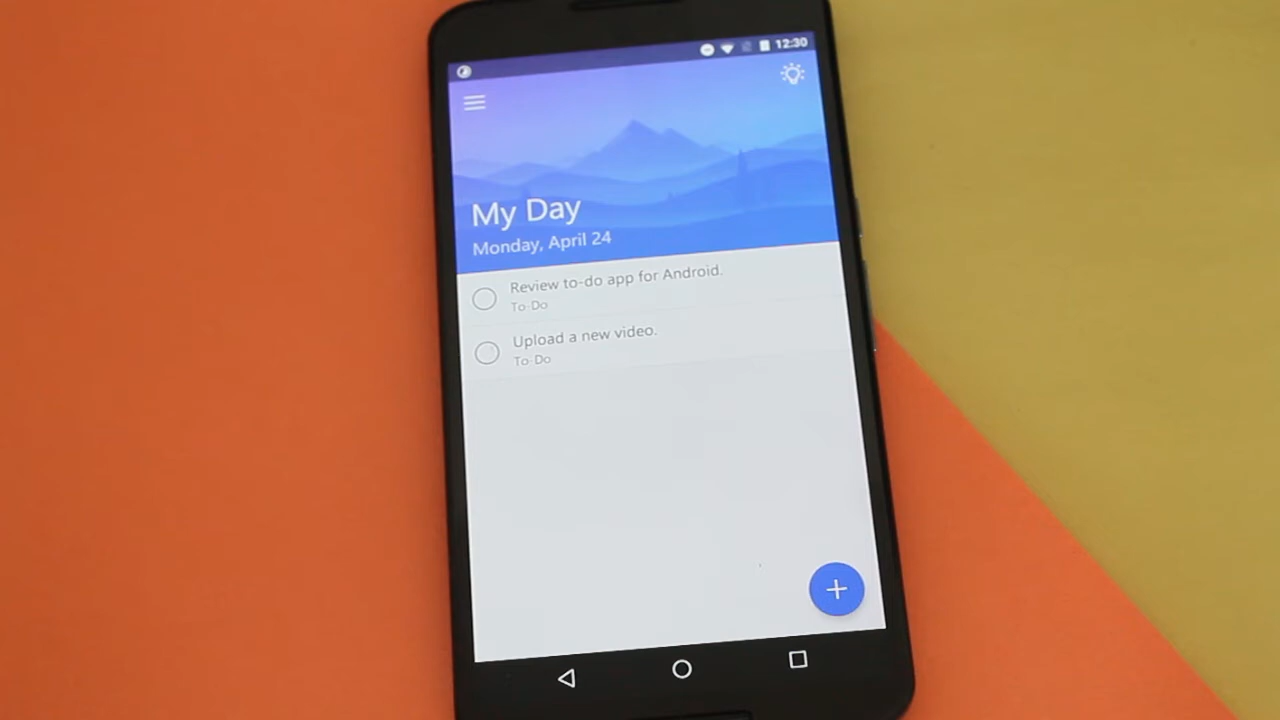 12:30
My Day
Monday, April 24
Review to-do app for Android.
To-Do
Upload a new video.
To-Do